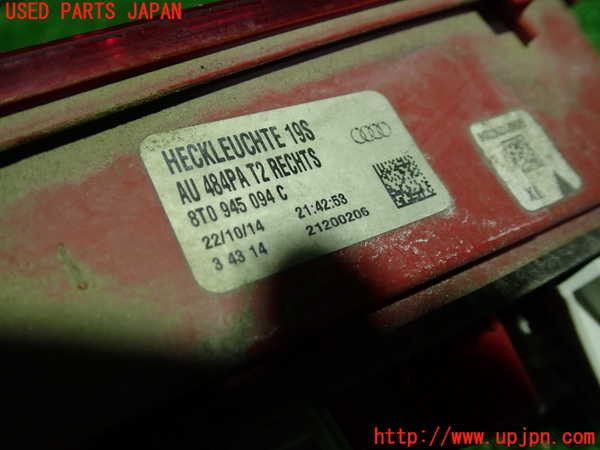 USED PARTS JAPAN
HECKLEUCHTE 19S
AU 484PA T2 RECHTS
8T0 945 094 C
22/10/14 21:42:53
3 43 14 21200206
(C)UPJ - www.upjpn.com